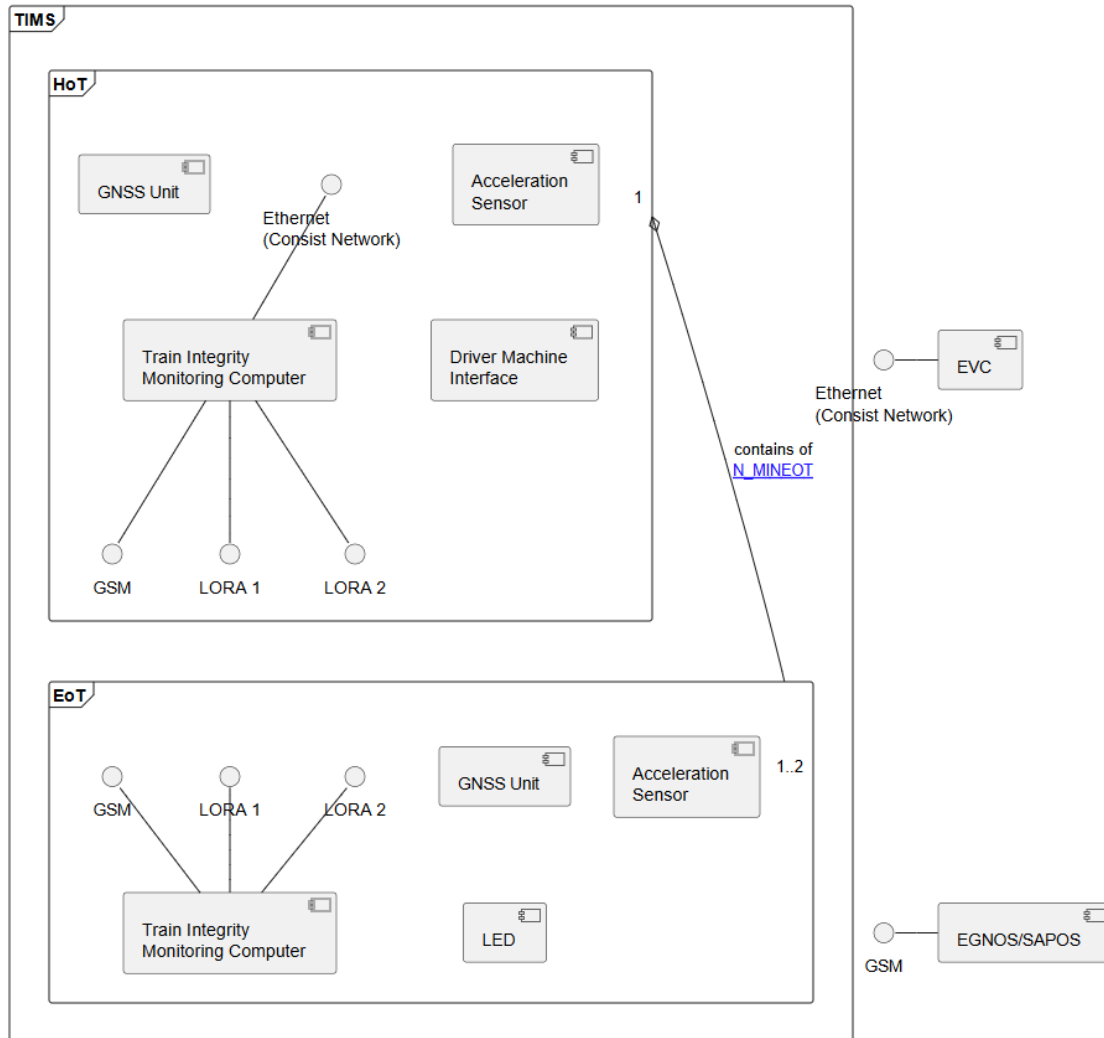 TIMS
HoT
GNSS Unit
Acceleration
Sensor
Ethernet
(Consist Network)
1
Train Integrity
Monitoring Computer
Driver Machine
Interface
GSM
LORA 1
LORA 2
contains of
N_MINEOT
Ethernet
(Consist Network)
EVC
EoT
GSM
LORA 1
LORA 2
GNSS Unit
Acceleration
Sensor
1..2
Train Integrity
Monitoring Computer
LED
GSM
EGNOS/SAPOS